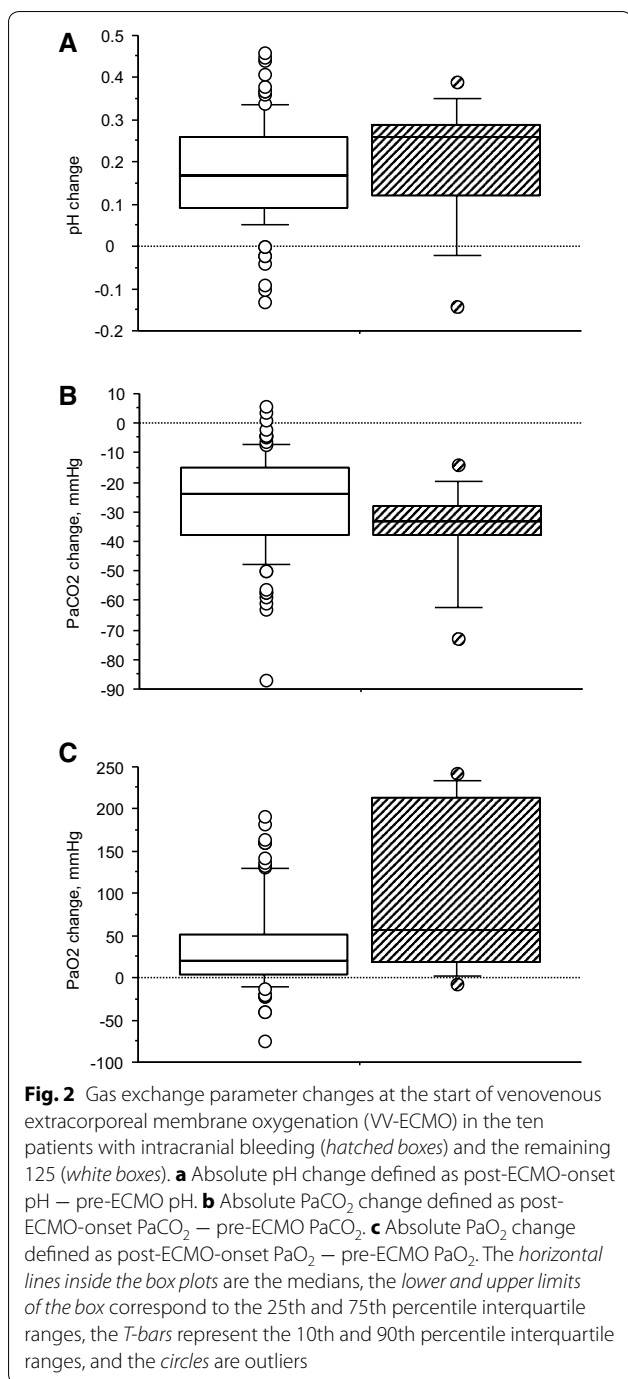 A
0.5
0.4
0.3
0.2
0.1
0
-0.1
-0.2
pH change
B
10
0
-10
-20
-30
-40
-50
-60
-70
-80
-90
PaCO2 change, mmHg
C
250
200
150
100
50
0
-50
-100
PaO2 change, mmHg
Fig. 2 Gas exchange parameter changes at the start of venovenous
extracorporeal membrane oxygenation (VV-ECMO) in the ten
patients with intracranial bleeding (hatched boxes) and the remaining
125 (white boxes). a Absolute pH change defined as post-ECMO-onset
pH − pre-ECMO pH. b Absolute PaCO₂ change defined as post-
ECMO-onset PaCO₂ − pre-ECMO PaCO₂. c Absolute PaO₂ change
defined as post-ECMO-onset PaO₂ − pre-ECMO PaO₂. The horizontal
lines inside the box plots are the medians, the lower and upper limits
of the box correspond to the 25th and 75th percentile interquartile
ranges, the T-bars represent the 10th and 90th percentile interquartile
ranges, and the circles are outliers